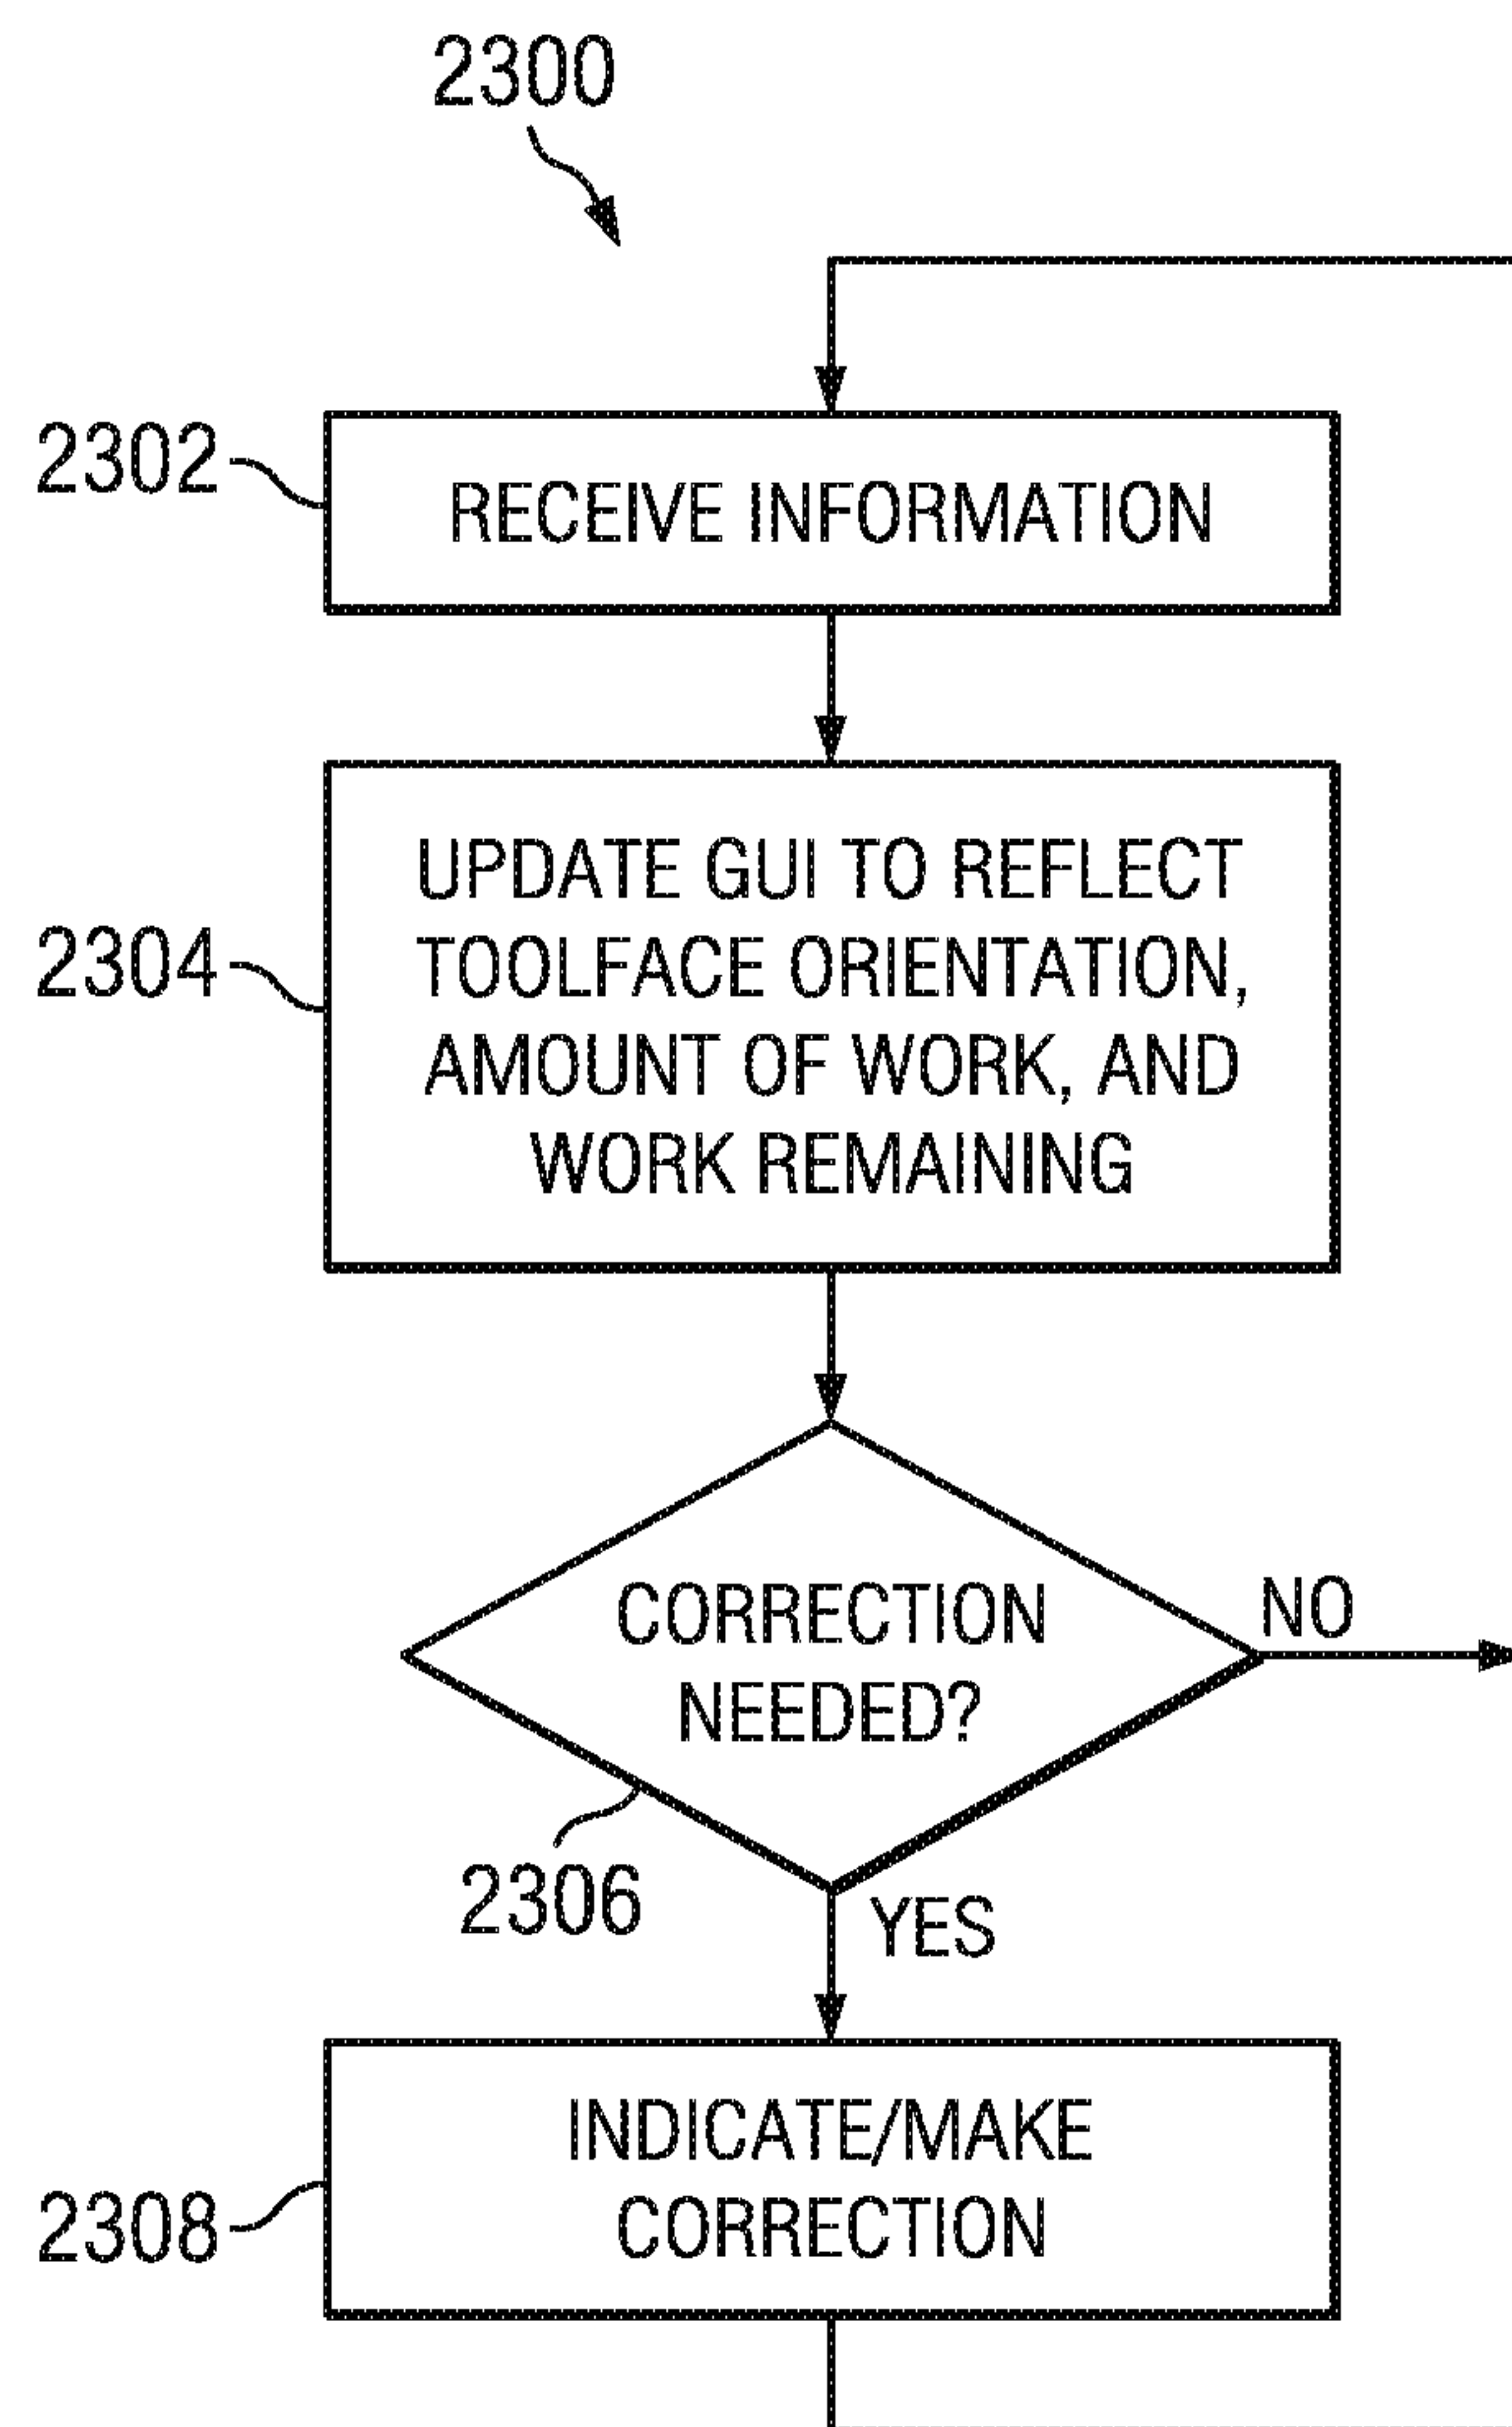 2300
2302
RECEIVE INFORMATION
2304
UPDATE GUI TO REFLECT
TOOLFACE ORIENTATION,
AMOUNT OF WORK, AND
WORK REMAINING
CORRECTION
NEEDED?
NO
2306
YES
2308
INDICATE/MAKE
CORRECTION